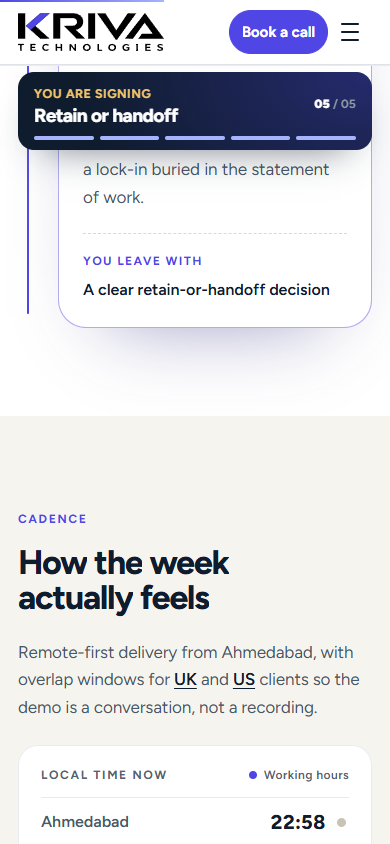 KRIVA
TECHNOLOGIES
Book a call
YOU ARE SIGNING
Retain or handoff
05 / 05
a lock-in buried in the statement
of work.
YOU LEAVE WITH
A clear retain-or-handoff decision
CADENCE
How the week
actually feels
Remote-first delivery from Ahmedabad, with
overlap windows for UK and US clients so the
demo is a conversation, not a recording.
LOCAL TIME NOW
Working hours
Ahmedabad
22:58